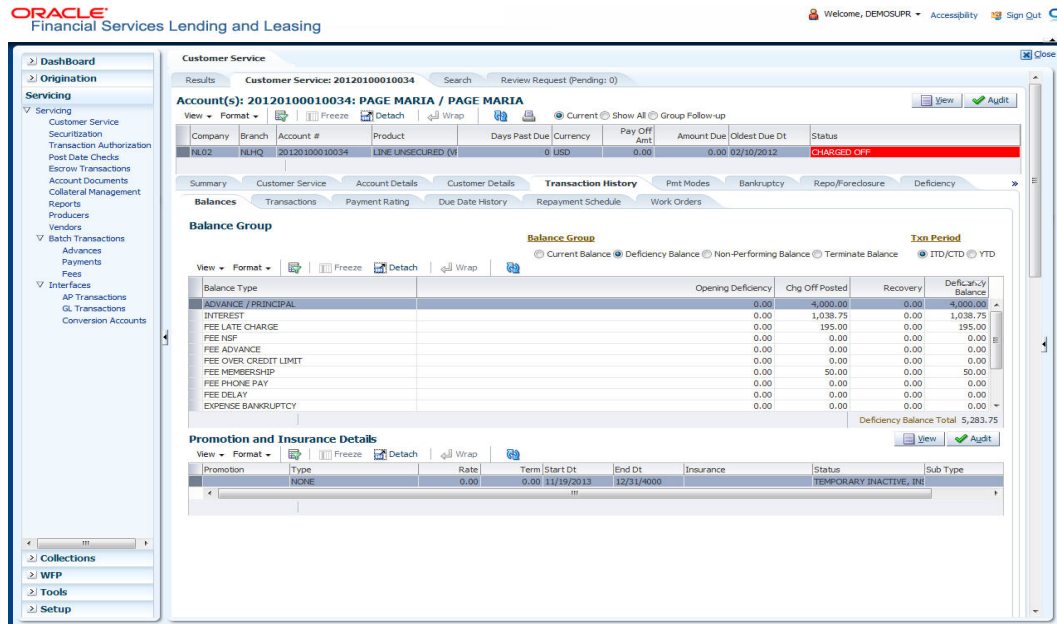 ORACLE
Financial Services Lending and Leasing
Welcome, DEMOSUPR Accessibility Sign Out
Close
DashBoard
Origination
Servicing
Servicing
Customer Service
Securitization
Transaction Authorization
Post Date Checks
Escrow Transactions
Account Documents
Collateral Management
Reports
Producers
Vendors
Batch Transactions
Advances
Payments
Fees
Interfaces
AP Transactions
GL Transactions
Conversion Accounts
Collections
WFP
Tools
Setup
Customer Service
Results Customer Service: 20120100010034 Search Review Request (Pending: 0)
Account(s): 20120100010034: PAGE MARIA / PAGE MARIA View Audit
View Format Freeze Detach Wrap Current Show All Group Follow-up
Company Branch Account # Product Days Past Due Currency Pay Off Amt Amount Due Oldest Due Dt Status
NL02 NLHQ 20120100010034 LINE UNSECURED (VI 0 USD 0.00 0.00 02/10/2012 CHARGED OFF
Summary Customer Service Account Details Customer Details Transaction History Pmt Modes Bankruptcy Repo/Foreclosure Deficiency »
Balances Transactions Payment Rating Due Date History Repayment Schedule Work Orders
Balance Group
Balance Group Txn Period
Current Balance Deficiency Balance Non-Performing Balance Terminate Balance ITD/CTD YTD
View Format Freeze Detach Wrap
Balance Type Opening Deficiency Chg Off Posted Recovery Deficiency Balance
ADVANCE / PRINCIPAL 0.00 4,000.00 0.00 4,000.00
INTEREST 0.00 1,038.75 0.00 1,038.75
FEE LATE CHARGE 0.00 195.00 0.00 195.00
FEE NSF 0.00 0.00 0.00 0.00
FEE ADVANCE 0.00 0.00 0.00 0.00
FEE OVER CREDIT LIMIT 0.00 0.00 0.00 0.00
FEE MEMBERSHIP 0.00 50.00 0.00 50.00
FEE PHONE PAY 0.00 0.00 0.00 0.00
FEE DELAY 0.00 0.00 0.00 0.00
EXPENSE BANKRUPTCY 0.00 0.00 0.00 0.00
Deficiency Balance Total 5,283.75
Promotion and Insurance Details View Audit
View Format Freeze Detach Wrap
Promotion Type Rate Term Start Dt End Dt Insurance Status Sub Type
NONE 0.00 0.00 11/19/2013 12/31/4000 TEMPORARY INACTIVE, INS